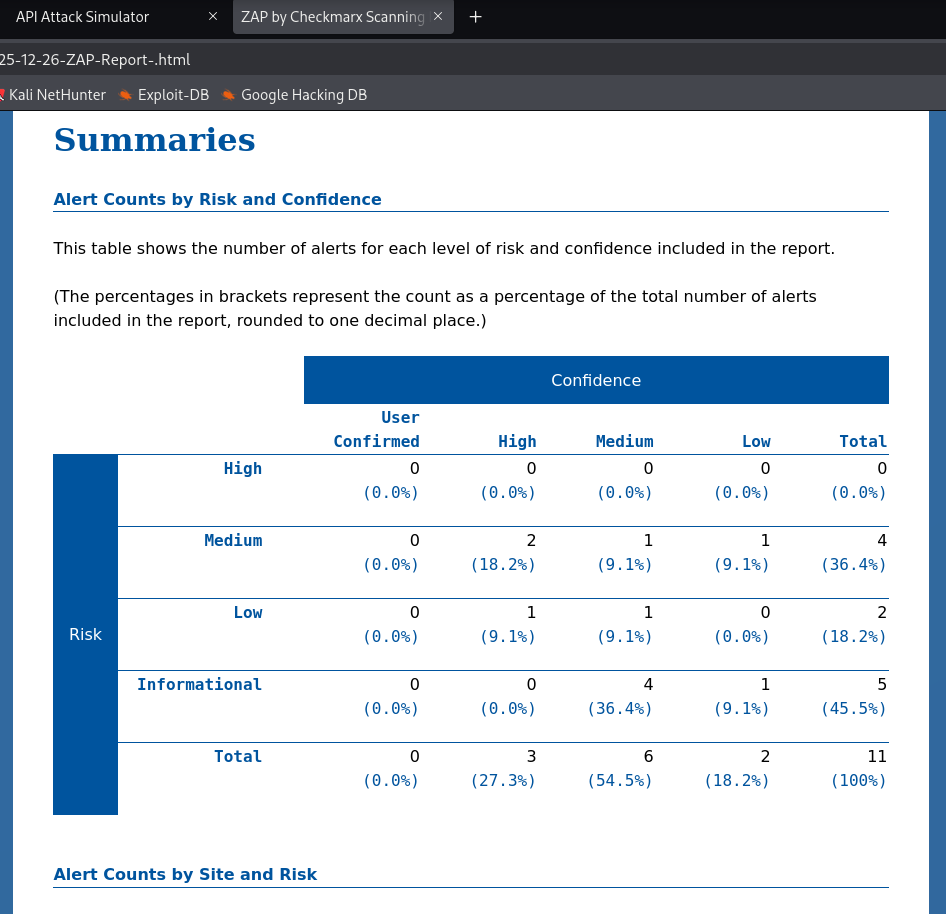 API Attack Simulator × ZAP by Checkmarx Scanning × +
25-12-26-ZAP-Report-.html
Kali NetHunter Exploit-DB Google Hacking DB
Summaries
Alert Counts by Risk and Confidence
This table shows the number of alerts for each level of risk and confidence included in the report.
(The percentages in brackets represent the count as a percentage of the total number of alerts
included in the report, rounded to one decimal place.)
Confidence
User
Confirmed High Medium Low Total
High 0 0 0 0 0
(0.0%) (0.0%) (0.0%) (0.0%) (0.0%)
Medium 0 2 1 1 4
(0.0%) (18.2%) (9.1%) (9.1%) (36.4%)
Low 0 1 1 0 2
Risk (0.0%) (9.1%) (9.1%) (0.0%) (18.2%)
Informational 0 0 4 1 5
(0.0%) (0.0%) (36.4%) (9.1%) (45.5%)
Total 0 3 6 2 11
(0.0%) (27.3%) (54.5%) (18.2%) (100%)
Alert Counts by Site and Risk